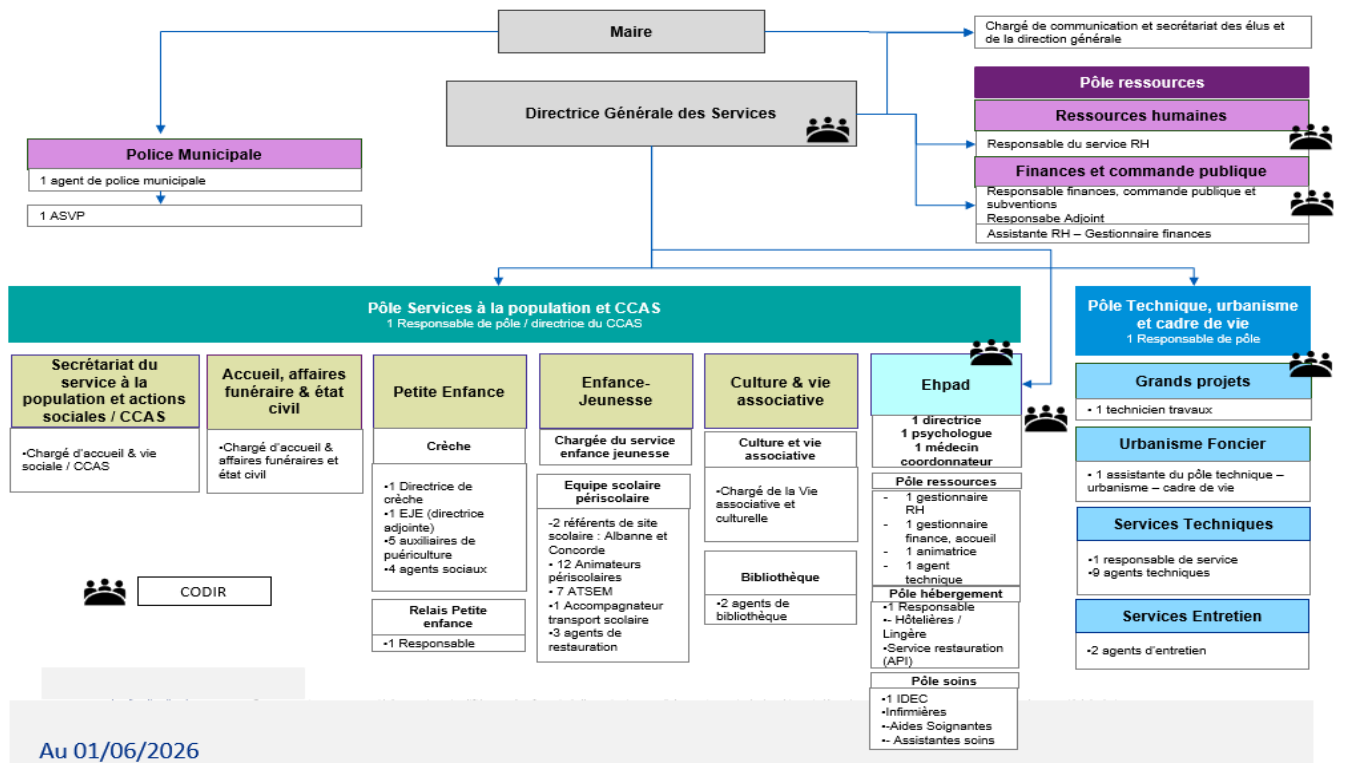 Maire
Chargé de communication et secrétariat des élus et
de la direction générale
Directrice Générale des Services
Pôle ressources
Ressources humaines
Responsable du service RH
Finances et commande publique
Responsable finances, commande publique et
subventions
Responsabe Adjoint
Assistante RH – Gestionnaire finances
Police Municipale
1 agent de police municipale
1 ASVP
Pôle Services à la population et CCAS
1 Responsable de pôle / directrice du CCAS
Secrétariat du
service à la
population et actions
sociales / CCAS
•Chargé d'accueil & vie
sociale / CCAS
Accueil, affaires
funéraire & état
civil
•Chargé d'accueil &
affaires funéraires et
état civil
Petite Enfance
Crèche
•1 Directrice de
crèche
•1 EJE (directrice
adjointe)
•5 auxiliaires de
puériculture
•4 agents sociaux
Relais Petite
enfance
•1 Responsable
Enfance-
Jeunesse
Chargée du service
enfance jeunesse
Equipe scolaire
périscolaire
-2 référents de site
scolaire : Albanne et
Concorde
• 12 Animateurs
périscolaires
• 7 ATSEM
•1 Accompagnateur
transport scolaire
•3 agents de
restauration
Culture & vie
associative
Culture et vie
associative
•Chargé de la Vie
associative et
culturelle
Bibliothèque
•2 agents de
bibliothèque
Ehpad
1 directrice
1 psychologue
1 médecin
coordonnateur
Pôle ressources
- 1 gestionnaire
RH
- 1 gestionnaire
finance, accueil
- 1 animatrice
- 1 agent
technique
Pôle hébergement
•1 Responsable
•- Hôtelières /
Lingère
•Service restauration
(API)
Pôle soins
•1 IDEC
•Infirmières
•-Aides Soignantes
•- Assistantes soins
Pôle Technique, urbanisme
et cadre de vie
1 Responsable de pôle
Grands projets
• 1 technicien travaux
Urbanisme Foncier
• 1 assistante du pôle technique –
urbanisme – cadre de vie
Services Techniques
•1 responsable de service
•9 agents techniques
Services Entretien
•2 agents d'entretien
CODIR
Au 01/06/2026